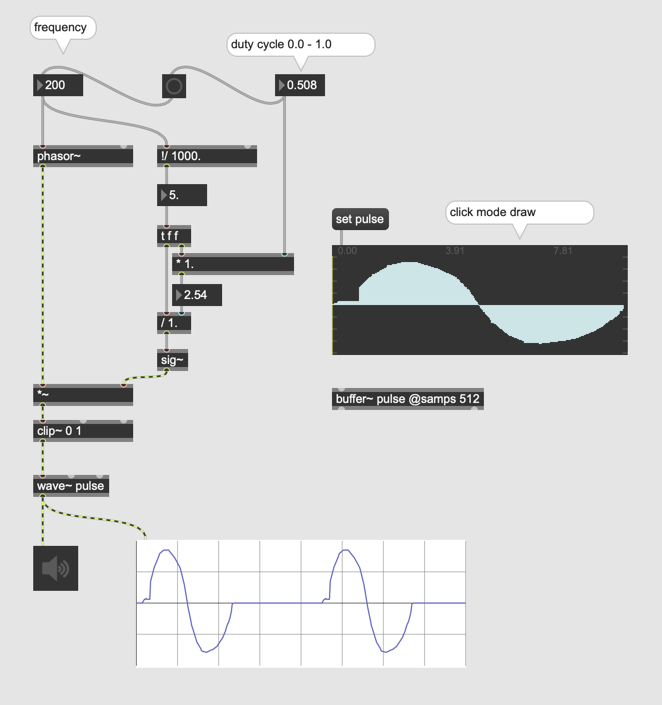 frequency
duty cycle 0.0 - 1.0
200
0.508
phasor~
!/ 1000.
5.
t f f
* 1.
2.54
/ 1.
sig~
*~
clip~ 0 1
wave~ pulse
set pulse
click mode draw
0.00 3.91 7.81
buffer~ pulse @samps 512